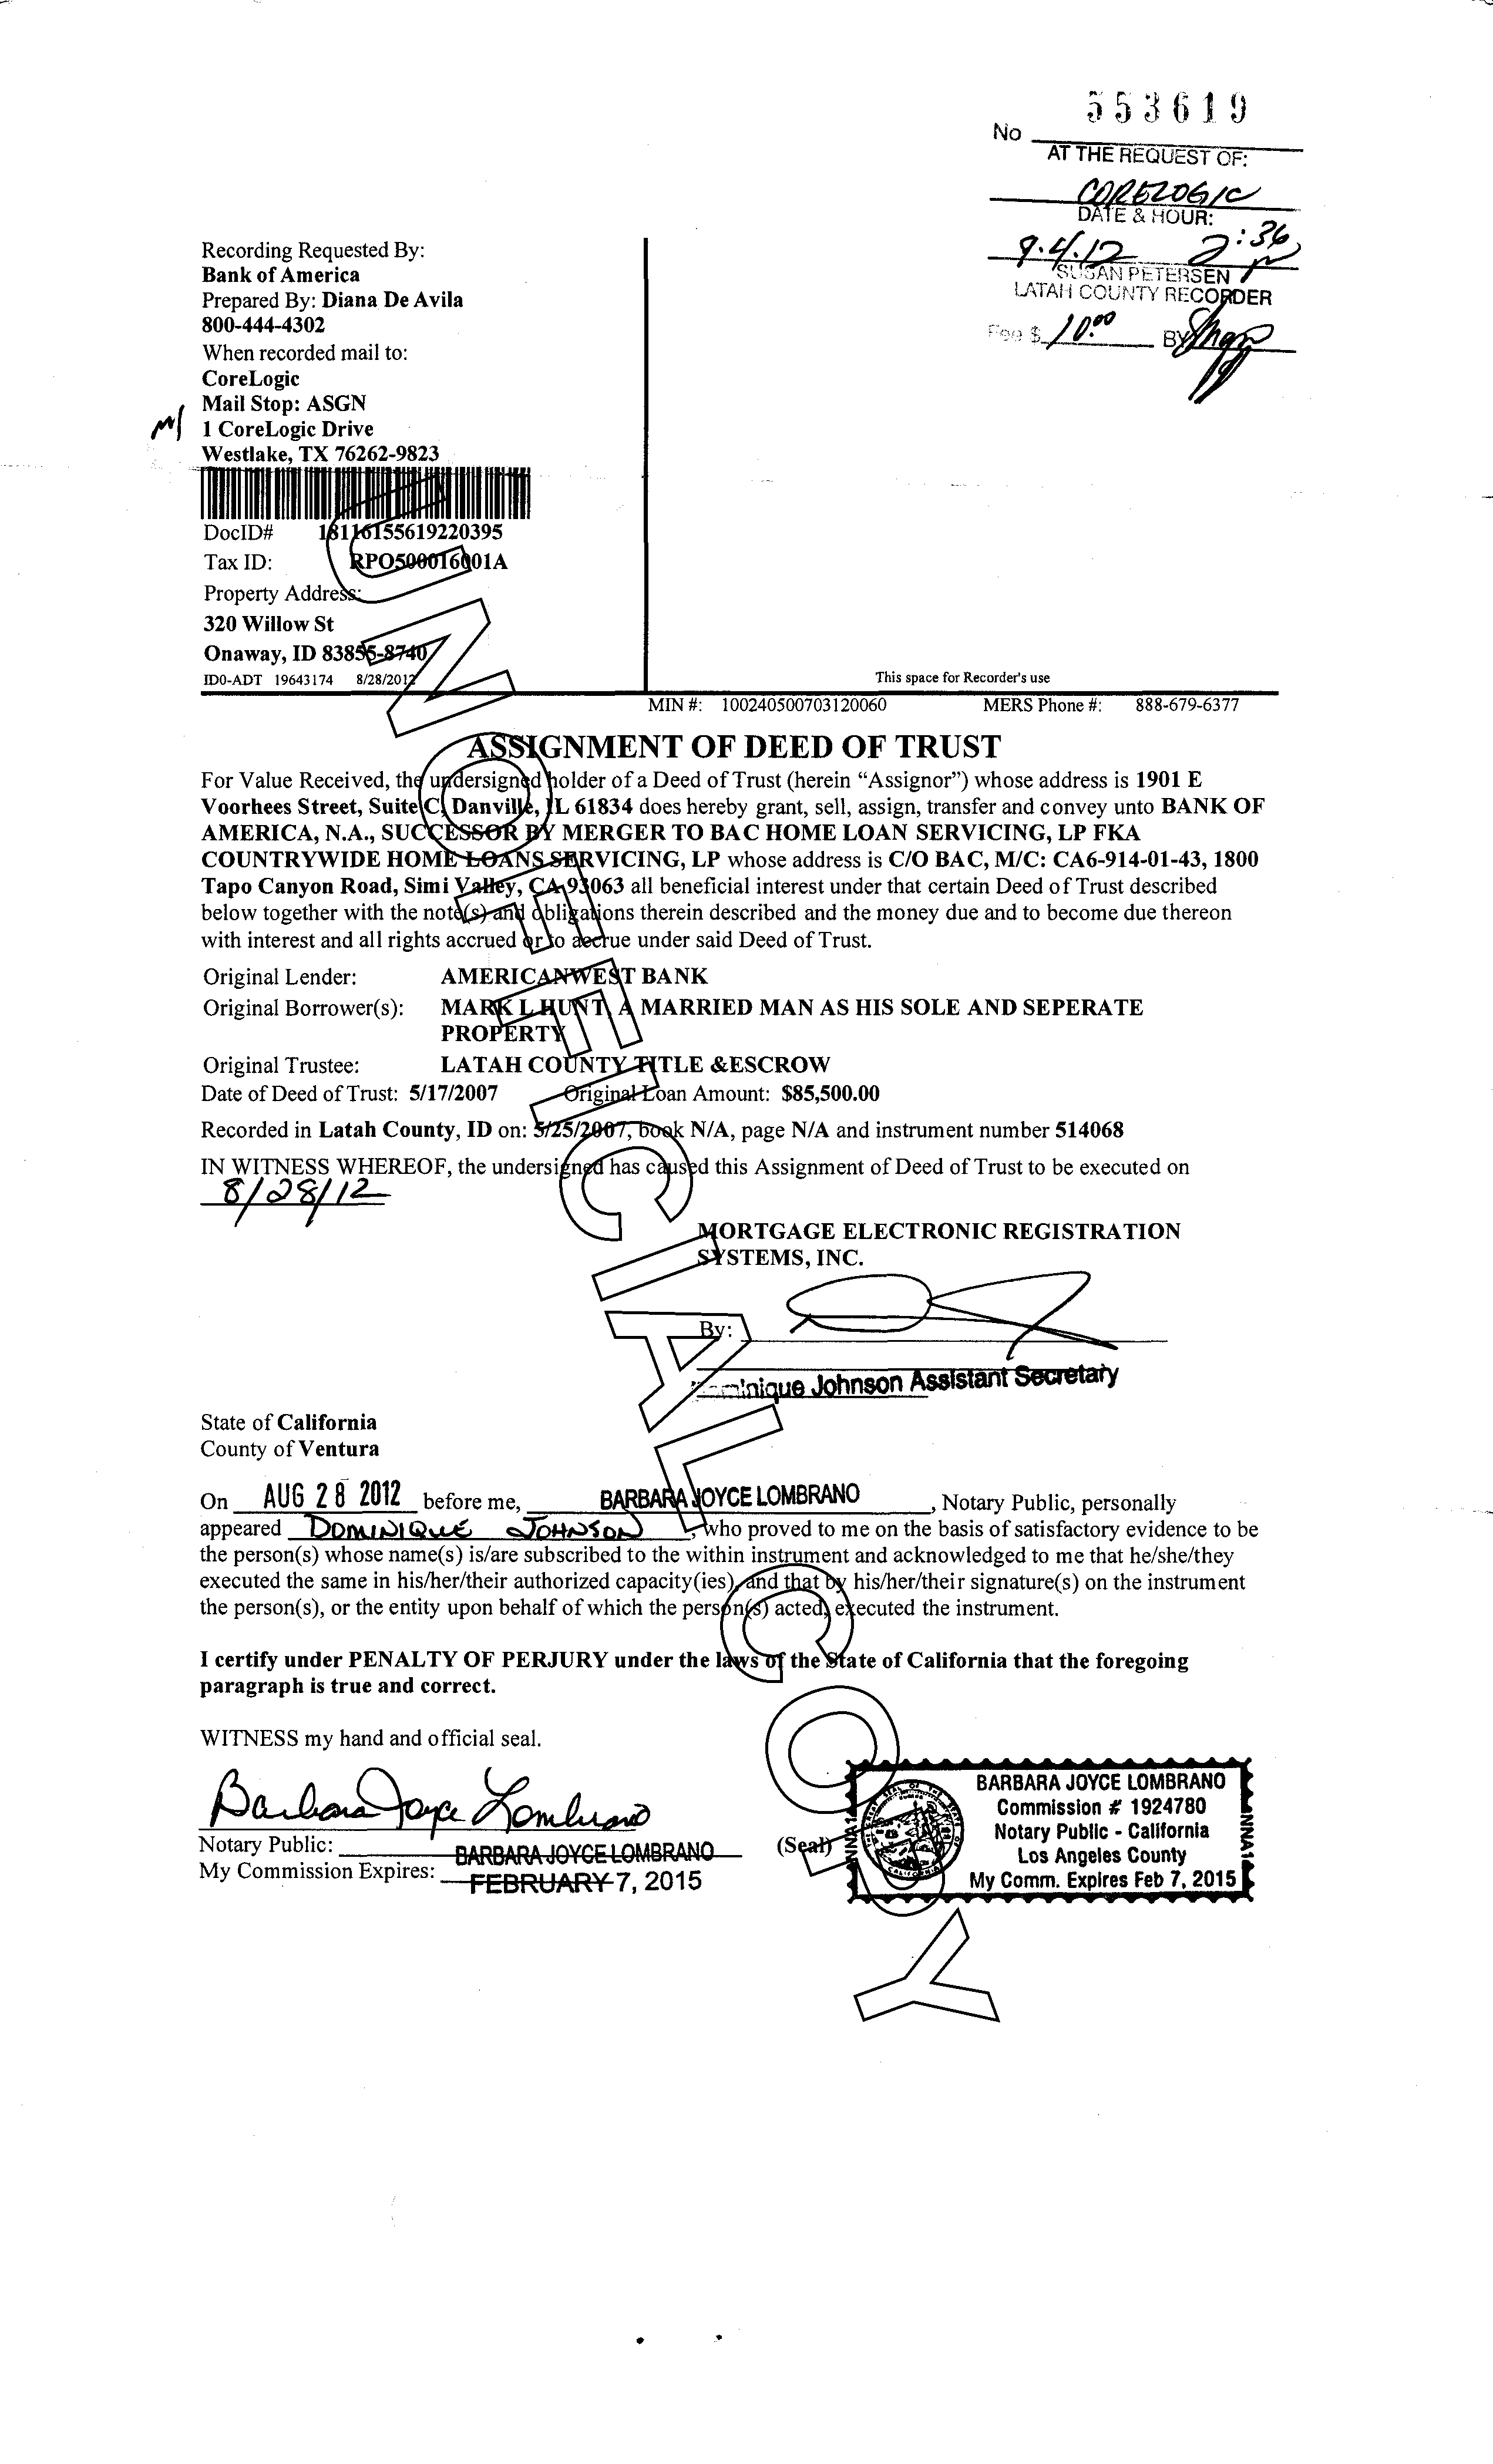 553619
No
AT THE REQUEST OF:
CORELOGIC
DATE & HOUR:
9.4.12 2:36
SUSAN PETERSEN
LATAH COUNTY RECORDER
Fee $ 10.00 BY
Recording Requested By:
Bank of America
Prepared By: Diana De Avila
800-444-4302
When recorded mail to:
CoreLogic
Mail Stop: ASGN
1 CoreLogic Drive
Westlake, TX 76262-9823
DocID# 18116155619220395
Tax ID: RPO500016001A
Property Address:
320 Willow St
Onaway, ID 83855-8740
ID0-ADT 19643174 8/28/2012
This space for Recorder's use
MIN #: 100240500703120060 MERS Phone #: 888-679-6377
ASSIGNMENT OF DEED OF TRUST
For Value Received, the undersigned holder of a Deed of Trust (herein “Assignor”) whose address is 1901 E
Voorhees Street, Suite C, Danville, IL 61834 does hereby grant, sell, assign, transfer and convey unto BANK OF
AMERICA, N.A., SUCCESSOR BY MERGER TO BAC HOME LOAN SERVICING, LP FKA
COUNTRYWIDE HOME LOANS SERVICING, LP whose address is C/O BAC, M/C: CA6-914-01-43, 1800
Tapo Canyon Road, Simi Valley, CA 93063 all beneficial interest under that certain Deed of Trust described
below together with the note(s) and obligations therein described and the money due and to become due thereon
with interest and all rights accrued or to accrue under said Deed of Trust.
Original Lender: AMERICANWEST BANK
Original Borrower(s): MARK L HUNT, A MARRIED MAN AS HIS SOLE AND SEPERATE
PROPERTY
Original Trustee: LATAH COUNTY TITLE &ESCROW
Date of Deed of Trust: 5/17/2007 Original Loan Amount: $85,500.00
Recorded in Latah County, ID on: 5/25/2007, book N/A, page N/A and instrument number 514068
IN WITNESS WHEREOF, the undersigned has caused this Assignment of Deed of Trust to be executed on
8/28/12
MORTGAGE ELECTRONIC REGISTRATION
SYSTEMS, INC.
By:
Dominique Johnson Assistant Secretary
State of California
County of Ventura
On AUG 28 2012 before me, BARBARA JOYCE LOMBRANO, Notary Public, personally
appeared DOMINIQUE JOHNSON, who proved to me on the basis of satisfactory evidence to be
the person(s) whose name(s) is/are subscribed to the within instrument and acknowledged to me that he/she/they
executed the same in his/her/their authorized capacity(ies), and that by his/her/their signature(s) on the instrument
the person(s), or the entity upon behalf of which the person(s) acted, executed the instrument.
I certify under PENALTY OF PERJURY under the laws of the State of California that the foregoing
paragraph is true and correct.
WITNESS my hand and official seal.
Barbara Joyce Lombrano
Notary Public: BARBARA JOYCE LOMBRANO (Seal)
My Commission Expires: FEBRUARY 7, 2015
BARBARA JOYCE LOMBRANO
Commission # 1924780
Notary Public - California
Los Angeles County
My Comm. Expires Feb 7, 2015
UNOFFICIAL COPY